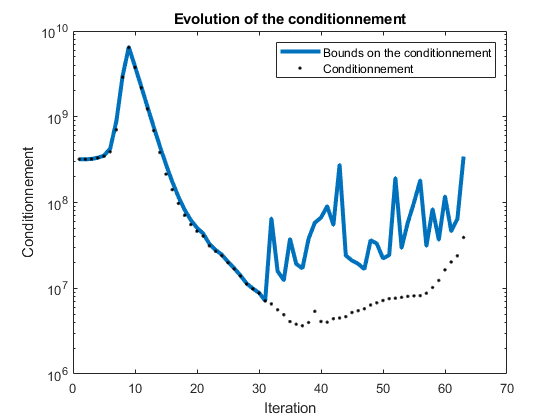 Evolution of the conditionnement
Bounds on the conditionnement
Conditionnement
Conditionnement
10^10
10^9
10^8
10^7
10^6
0 10 20 30 40 50 60 70
Iteration